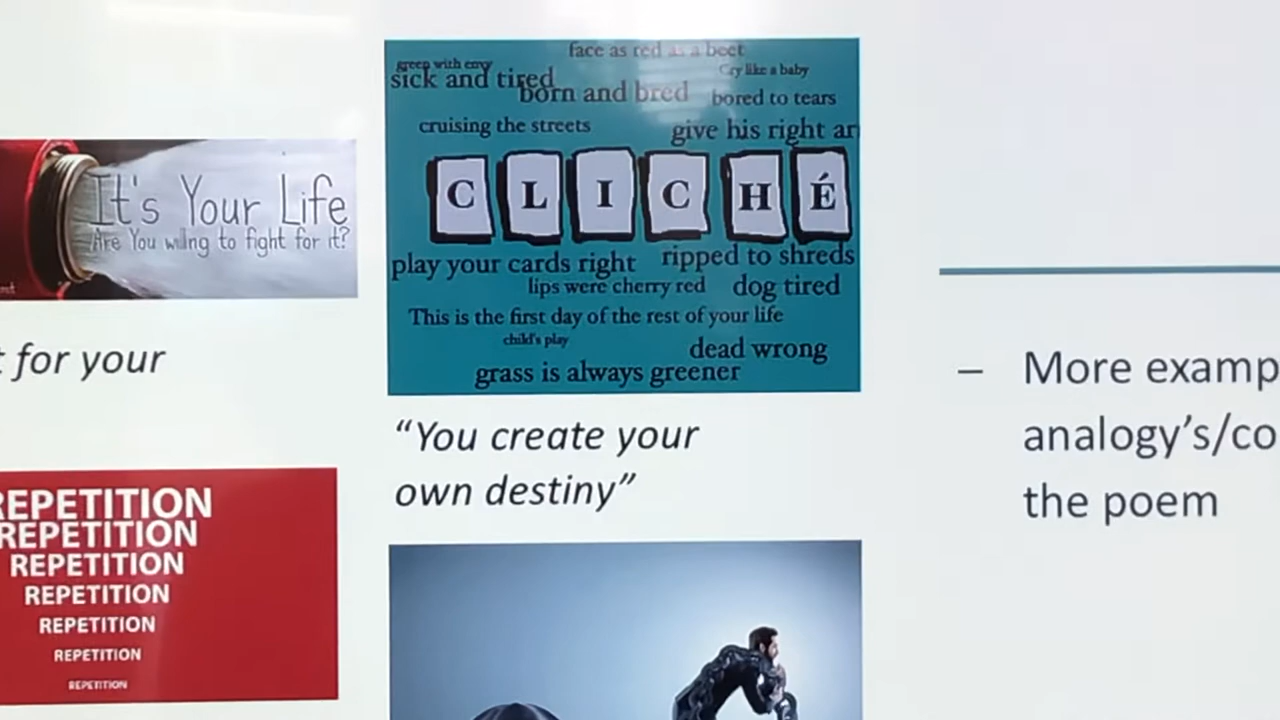 It's Your Life
Are You willing to fight for it?
for your
REPETITION
REPETITION
REPETITION
REPETITION
REPETITION
REPETITION
REPETITION
face as red as a beet
green with envy
Cry like a baby
sick and tired
born and bred
bored to tears
cruising the streets
give his right
CLICHÉ
play your cards right
ripped to shreds
lips were cherry red
dog tired
This is the first day of the rest of your life
child's play
dead wrong
grass is always greener
“You create your
own destiny”
– More examp
analogy's/co
the poem